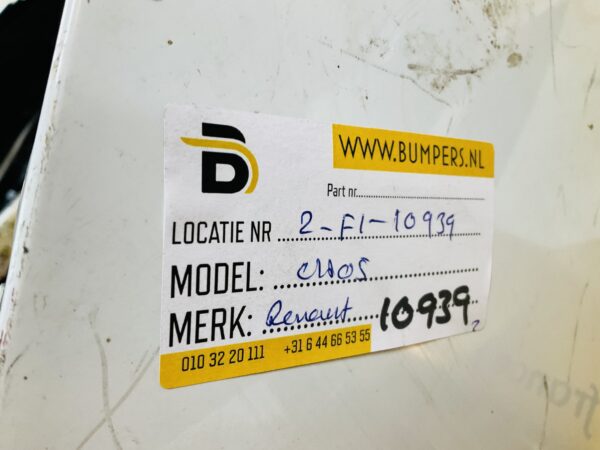 WWW.BUMPERS.NL
Part nr
LOCATIE NR 2-F1-10939
MODEL:
MERK: Renault 10939
2
010 32 20 111 +31 6 44 66 53 55